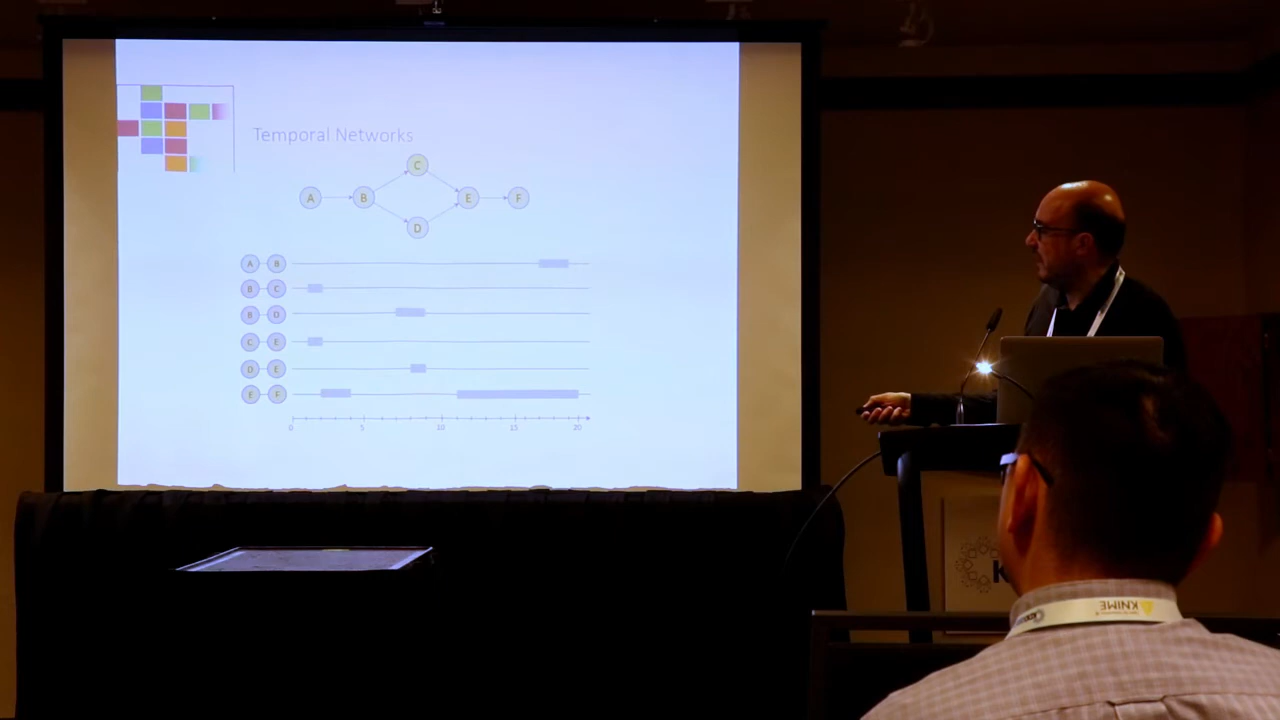 Temporal Networks
C
A B E F
D
A B
B C
B D
C E
D E
E F
0 5 10 15 20
K
KNIME